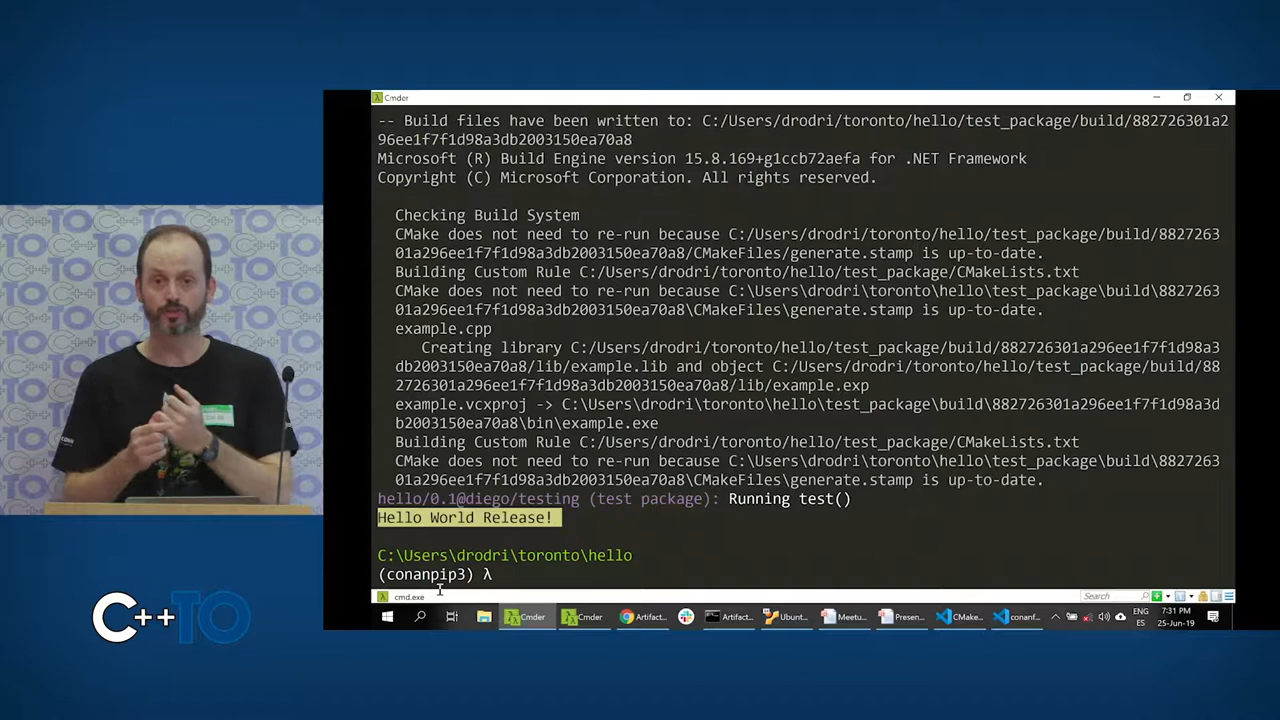 Cmder
-- Build files have been written to: C:/Users/drodri/toronto/hello/test_package/build/882726301a2
96ee1f7f1d98a3db2003150ea70a8
Microsoft (R) Build Engine version 15.8.169+g1ccb72aefa for .NET Framework
Copyright (C) Microsoft Corporation. All rights reserved.
Checking Build System
CMake does not need to re-run because C:/Users/drodri/toronto/hello/test_package/build/8827263
01a296ee1f7f1d98a3db2003150ea70a8/CMakeFiles/generate.stamp is up-to-date.
Building Custom Rule C:/Users/drodri/toronto/hello/test_package/CMakeLists.txt
CMake does not need to re-run because C:\Users\drodri\toronto\hello\test_package\build\8827263
01a296ee1f7f1d98a3db2003150ea70a8\CMakeFiles\generate.stamp is up-to-date.
example.cpp
Creating library C:/Users/drodri/toronto/hello/test_package/build/882726301a296ee1f7f1d98a3
db2003150ea70a8/lib/example.lib and object C:/Users/drodri/toronto/hello/test_package/build/88
2726301a296ee1f7f1d98a3db2003150ea70a8/lib/example.exp
example.vcxproj -> C:\Users\drodri\toronto\hello\test_package\build\882726301a296ee1f7f1d98a3d
b2003150ea70a8\bin\example.exe
Building Custom Rule C:/Users/drodri/toronto/hello/test_package/CMakeLists.txt
CMake does not need to re-run because C:\Users\drodri\toronto\hello\test_package\build\8827263
01a296ee1f7f1d98a3db2003150ea70a8\CMakeFiles\generate.stamp is up-to-date.
hello/0.1@diego/testing (test package): Running test()
Hello World Release!
C:\Users\drodri\toronto\hello
(conanpip3) λ
cmd.exe
Search
Cmder
Cmder
Artifact...
Artifact...
Ubunt...
Meetu...
Presen...
CMake...
conanf...
ENG
ES
7:31 PM
25-Jun-19
C++TO